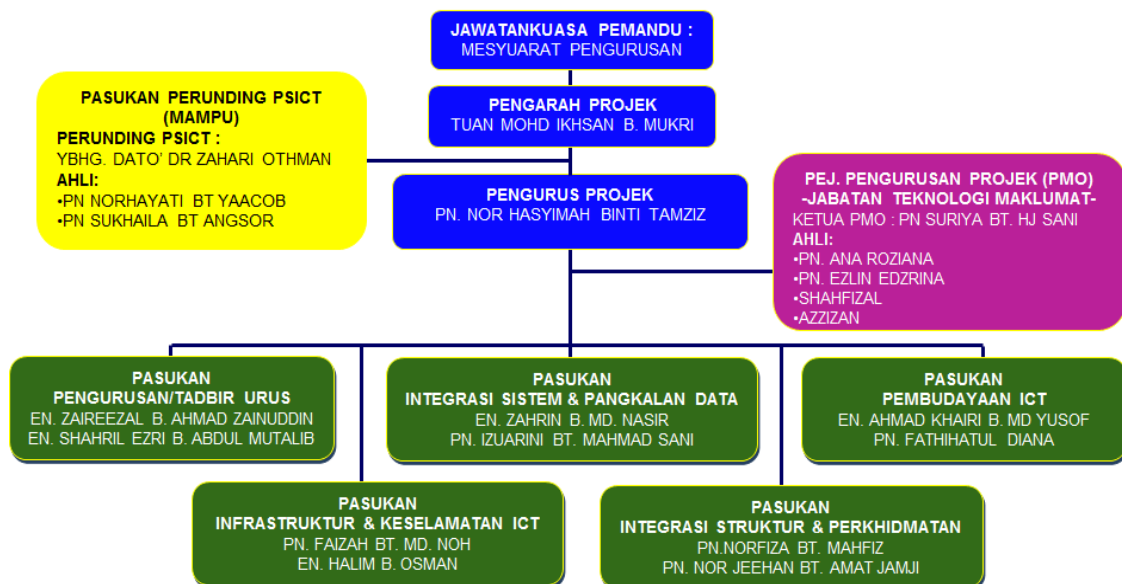 JAWATANKUASA PEMANDU :
MESYUARAT PENGURUSAN
PENGARAH PROJEK
TUAN MOHD IKHSAN B. MUKRI
PASUKAN PERUNDING PSICT
(MAMPU)
PERUNDING PSICT :
YBHG. DATO' DR ZAHARI OTHMAN
AHLI:
•PN NORHAYATI BT YAACOB
•PN SUKHAILA BT ANGSOR
PENGURUS PROJEK
PN. NOR HASYIMAH BINTI TAMZIZ
PEJ. PENGURUSAN PROJEK (PMO)
-JABATAN TEKNOLOGI MAKLUMAT-
KETUA PMO : PN SURIYA BT. HJ SANI
AHLI:
•PN. ANA ROZIANA
•PN. EZLIN EDZRINA
•SHAHFIZAL
•AZZIZAN
PASUKAN
PENGURUSAN/TADBIR URUS
EN. ZAIREEZAL B. AHMAD ZAINUDDIN
EN. SHAHRIL EZRI B. ABDUL MUTALIB
PASUKAN
INTEGRASI SISTEM & PANGKALAN DATA
EN. ZAHRIN B. MD. NASIR
PN. IZUARINI BT. MAHMAD SANI
PASUKAN
PEMBUDAYAAN ICT
EN. AHMAD KHAIRI B. MD YUSOF
PN. FATHIHATUL DIANA
PASUKAN
INFRASTRUKTUR & KESELAMATAN ICT
PN. FAIZAH BT. MD. NOH
EN. HALIM B. OSMAN
PASUKAN
INTEGRASI STRUKTUR & PERKHIDMATAN
PN.NORFIZA BT. MAHFIZ
PN. NOR JEEHAN BT. AMAT JAMJI